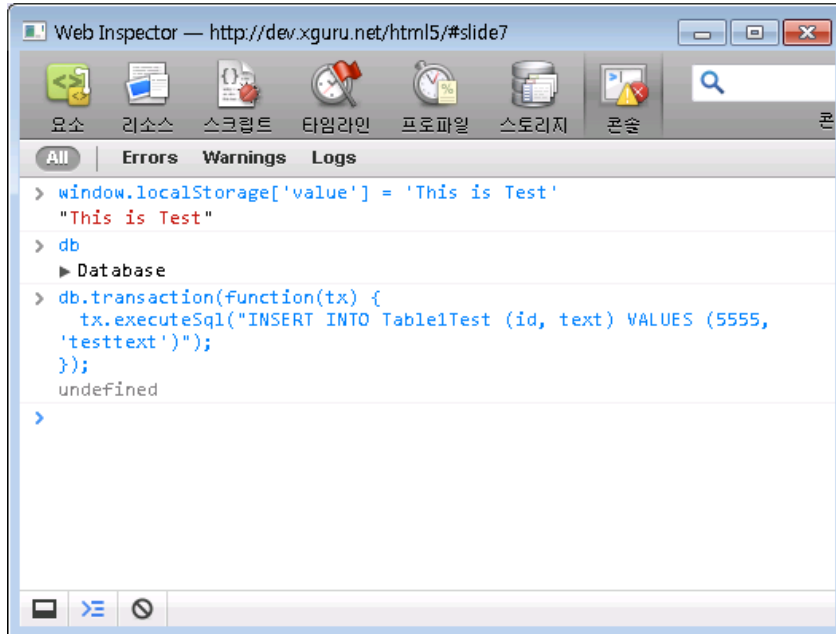 Web Inspector — http://dev.xguru.net/html5/#slide7
요소 리소스 스크립트 타임라인 프로파일 스토리지 콘솔 콘
All Errors Warnings Logs
> window.localStorage['value'] = 'This is Test'
"This is Test"
> db
▶ Database
> db.transaction(function(tx) {
tx.executeSql("INSERT INTO Table1Test (id, text) VALUES (5555,
'testtext')");
});
undefined
>